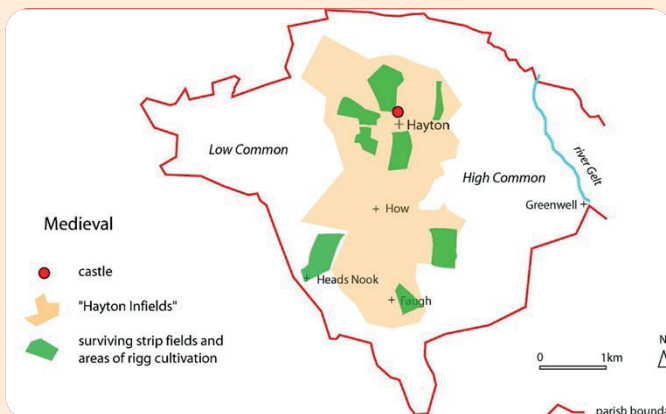 Hayton
Low Common
High Common
river Gelt
Greenwell
How
Heads Nook
Faugh
Medieval
castle
"Hayton Infields"
surviving strip fields and
areas of rigg cultivation
N
0 1km
parish